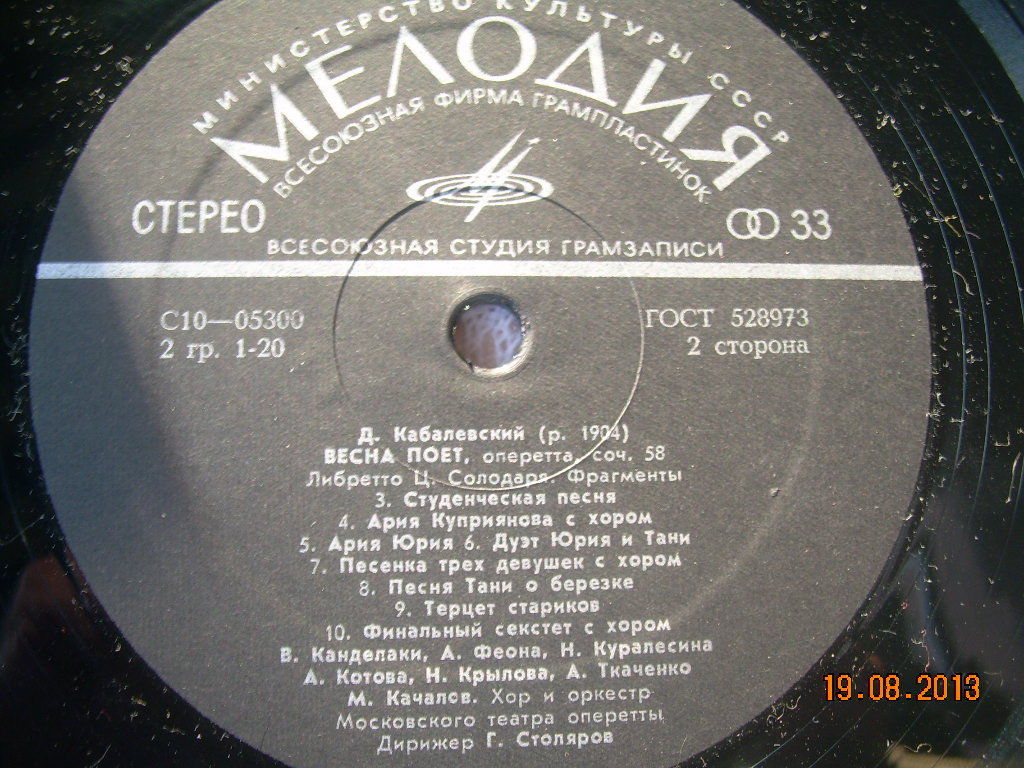 МИНИСТЕРСТВО КУЛЬТУРЫ СССР
МЕЛОДИЯ
ВСЕСОЮЗНАЯ ФИРМА ГРАМПЛАСТИНОК
СТЕРЕО
33
ВСЕСОЮЗНАЯ СТУДИЯ ГРАМЗАПИСИ
С10—05300
ГОСТ 528973
2 гр. 1-20
2 сторона
Д. Кабалевский (р. 1904)
ВЕСНА ПОЕТ, оперетта, соч. 58
Либретто Ц. Солодаря. Фрагменты
3. Студенческая песня
4. Ария Куприянова с хором
5. Ария Юрия 6. Дуэт Юрия и Тани
7. Песенка трех девушек с хором
8. Песня Тани о березке
9. Терцет стариков
10. Финальный секстет с хором
В. Канделаки, А. Феона, Н. Куралесина
А. Котова, Н. Крылова, А. Ткаченко
М. Качалов. Хор и оркестр
Московского театра оперетты
Дирижер Г. Столяров
19.08.2013